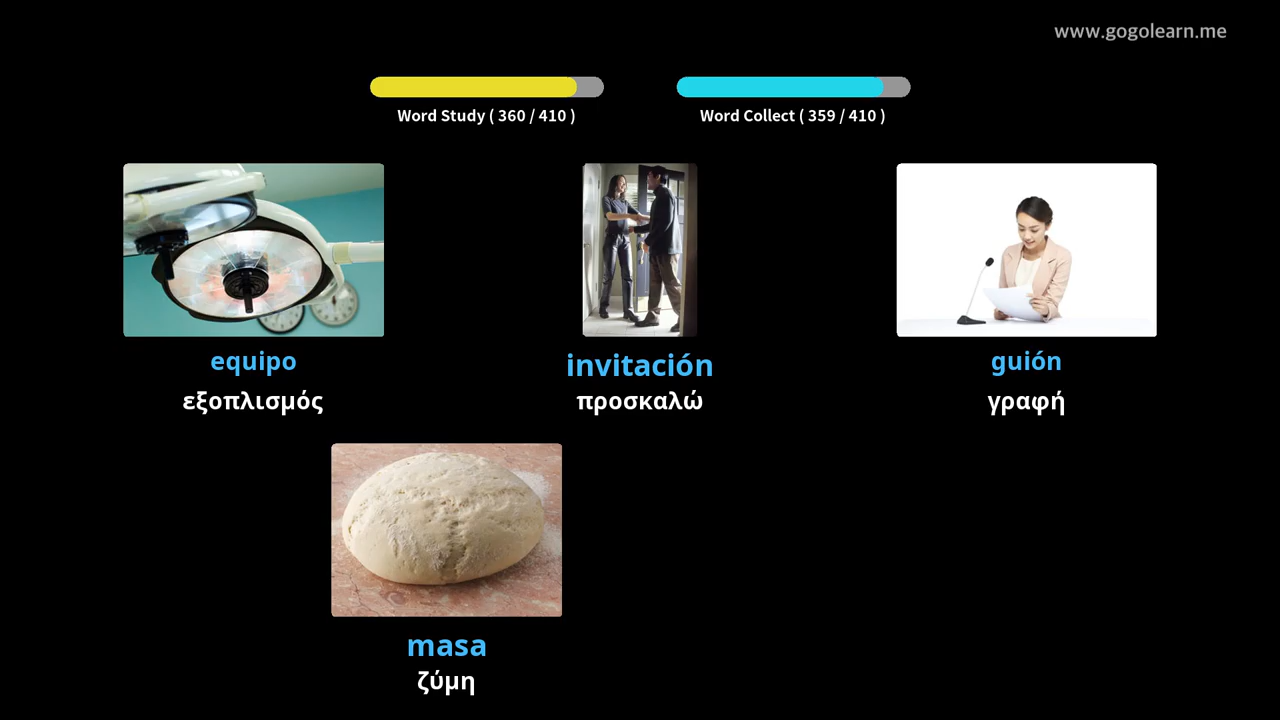 www.gogolearn.me
Word Study ( 360 / 410 )
Word Collect ( 359 / 410 )
equipo
εξοπλισμός
invitación
προσκαλώ
guión
γραφή
masa
ζύμη